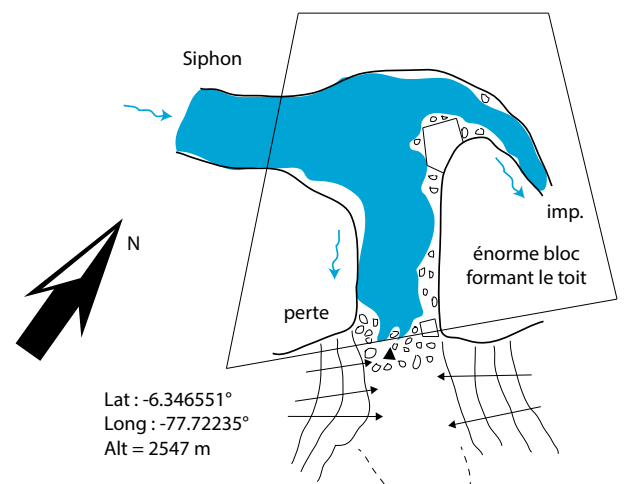 Siphon
N
imp.
énorme bloc
formant le toit
perte
Lat : -6.346551°
Long : -77.72235°
Alt = 2547 m